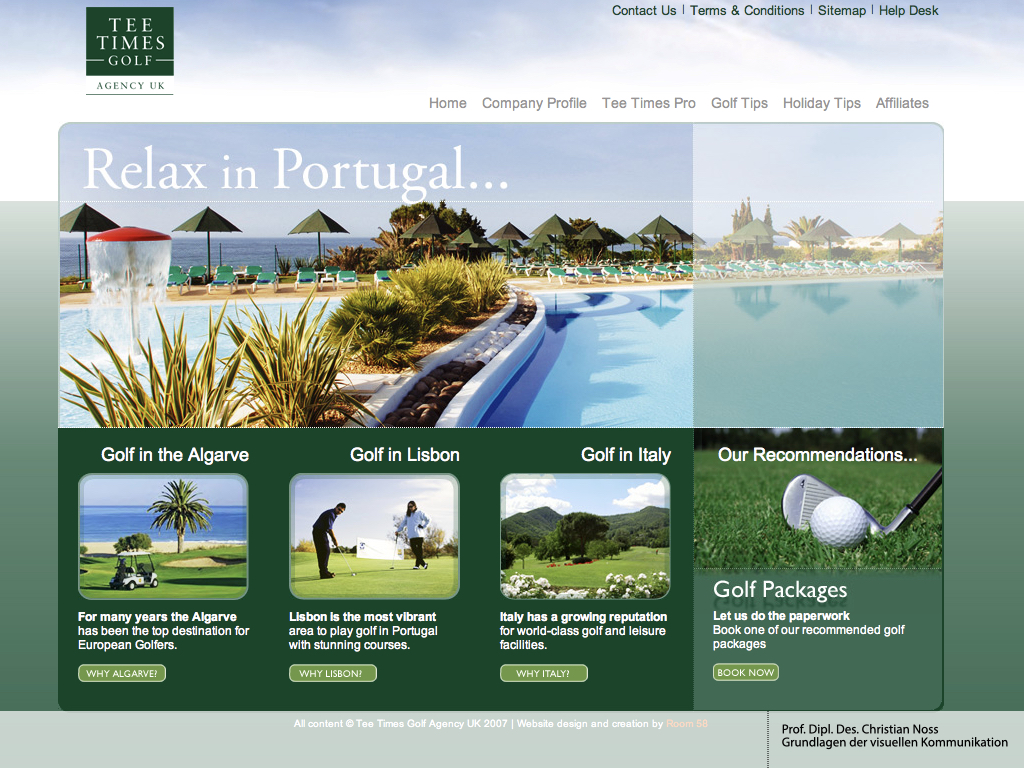 TEE
TIMES
GOLF
AGENCY UK
Contact Us | Terms & Conditions | Sitemap | Help Desk
Home Company Profile Tee Times Pro Golf Tips Holiday Tips Affiliates
Relax in Portugal...
Golf in the Algarve
For many years the Algarve
has been the top destination for
European Golfers.
WHY ALGARVE?
Golf in Lisbon
Lisbon is the most vibrant
area to play golf in Portugal
with stunning courses.
WHY LISBON?
Golf in Italy
Italy has a growing reputation
for world-class golf and leisure
facilities.
WHY ITALY?
Our Recommendations...
Golf Packages
Let us do the paperwork
Book one of our recommended golf
packages
BOOK NOW
All content © Tee Times Golf Agency UK 2007 | Website design and creation by Room 58
Prof. Dipl. Des. Christian Noss
Grundlagen der visuellen Kommunikation